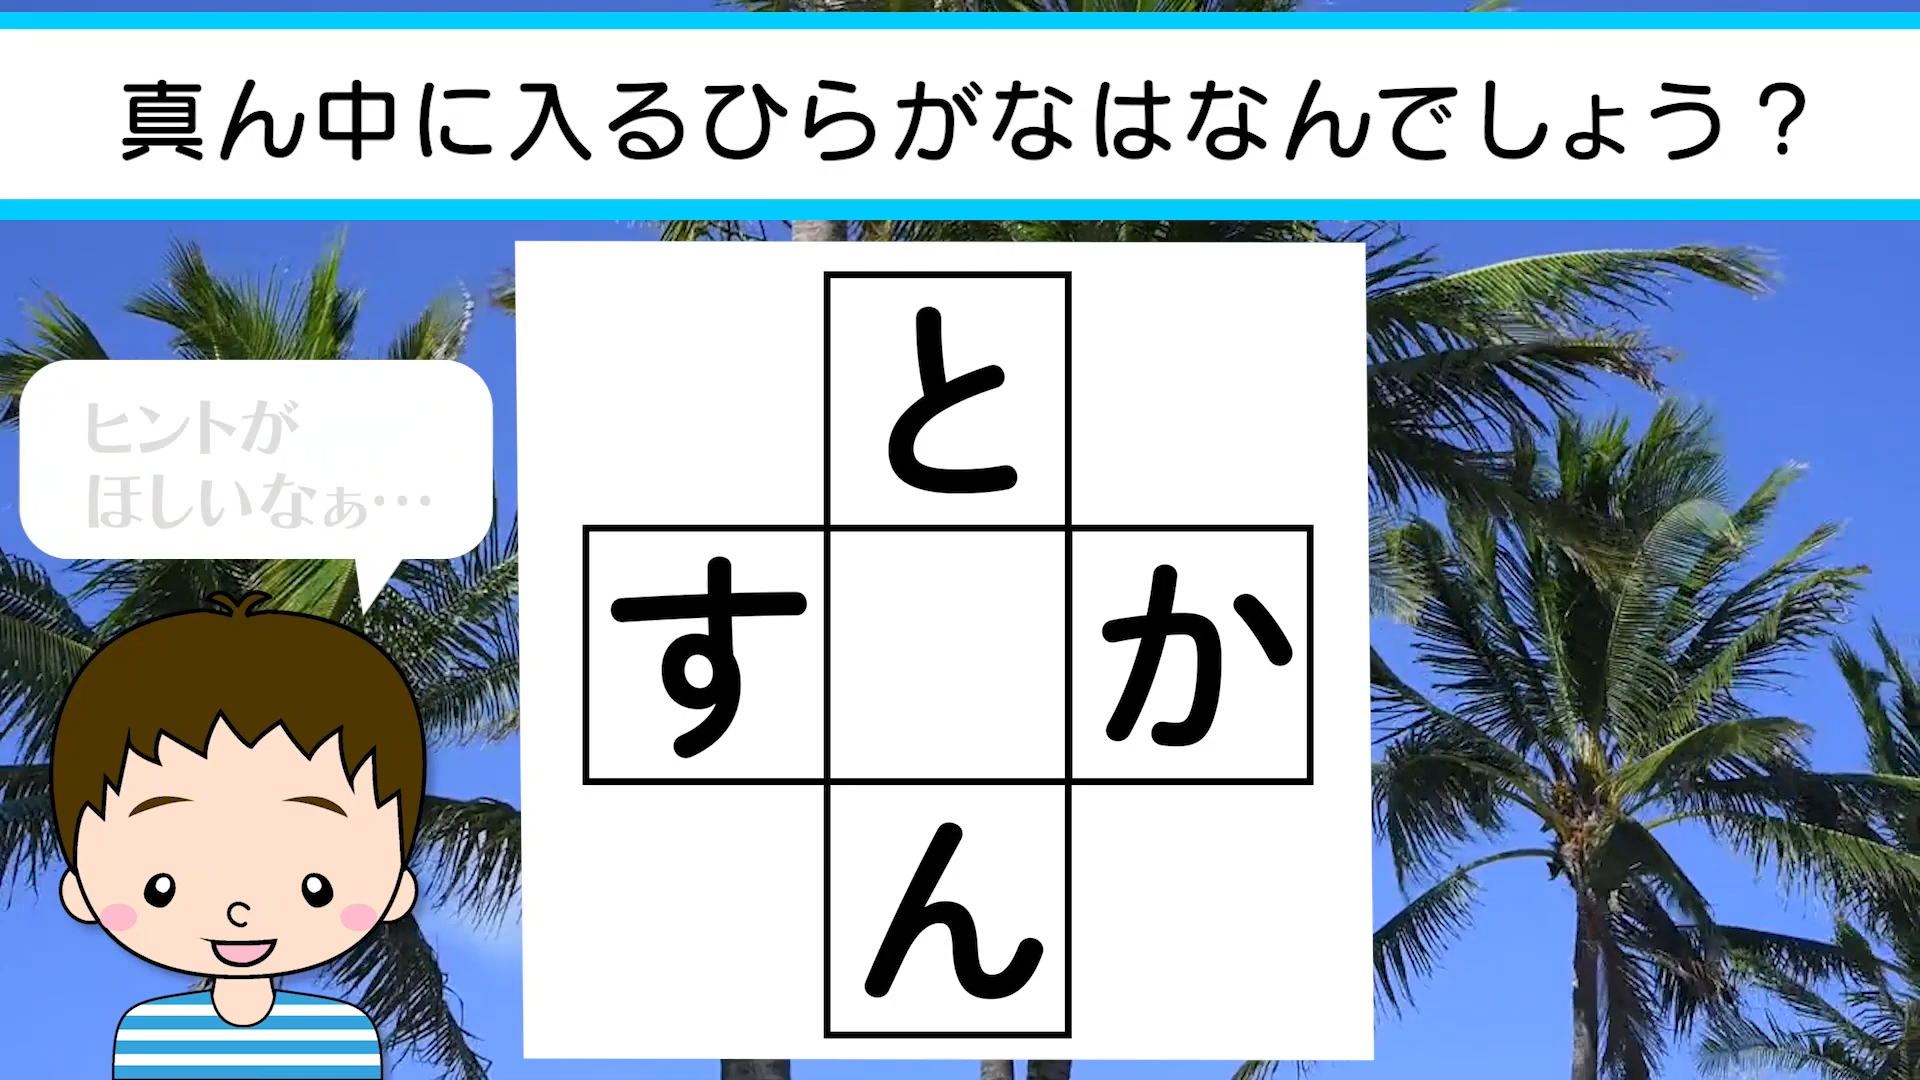 真ん中に入るひらがなはなんでしょう？
ヒントが
ほしいなぁ…
と
す か
ん